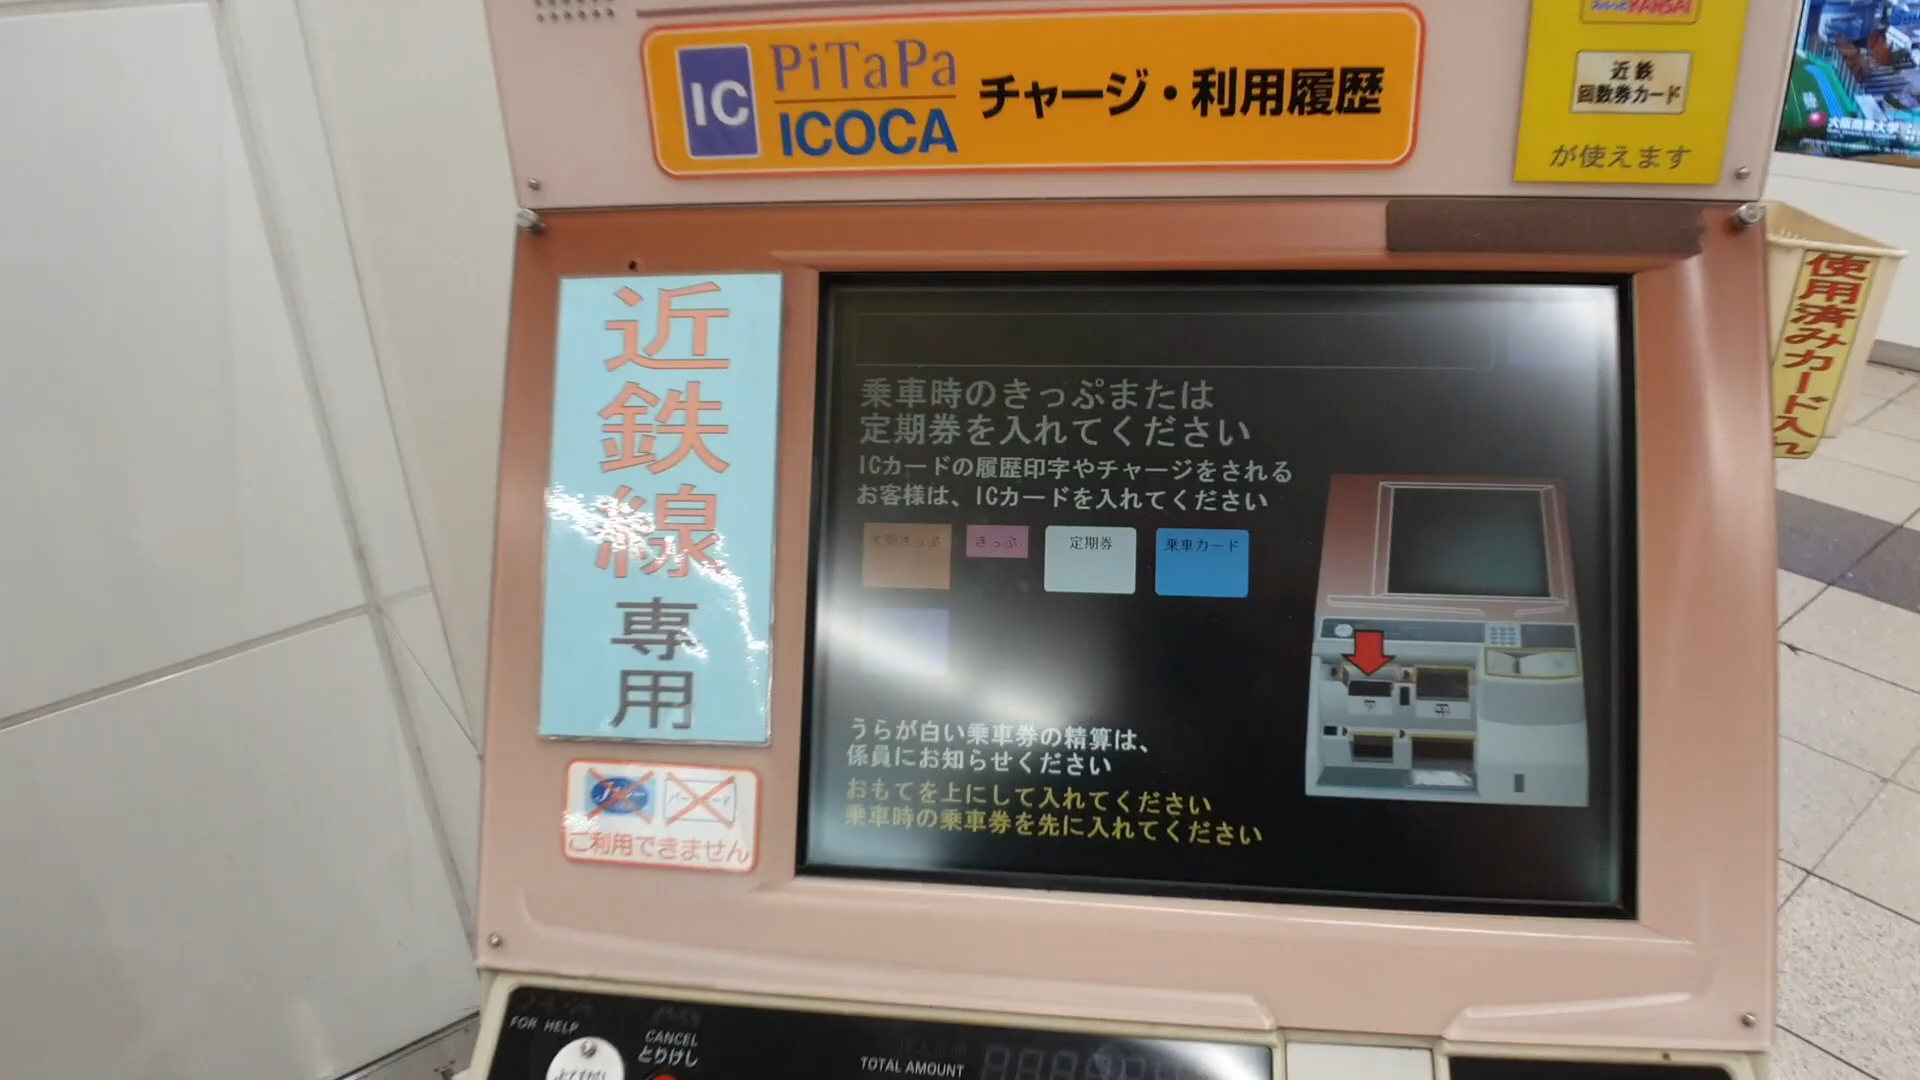 IC
PiTaPa
ICOCA
チャージ・利用履歴
KANSAI
近鉄
回数券カード
が使えます
大阪商業大学
使用済みカード入れ
近鉄線専用
乗車時のきっぷまたは
定期券を入れてください
ICカードの履歴印字やチャージをされる
お客様は、ICカードを入れてください
きっぷ
定期券
乗車カード
うらが白い乗車券の精算は、
係員にお知らせください
おもてを上にして入れてください
乗車時の乗車券を先に入れてください
ご利用できません
FOR HELP
CANCEL
とりけし
TOTAL AMOUNT